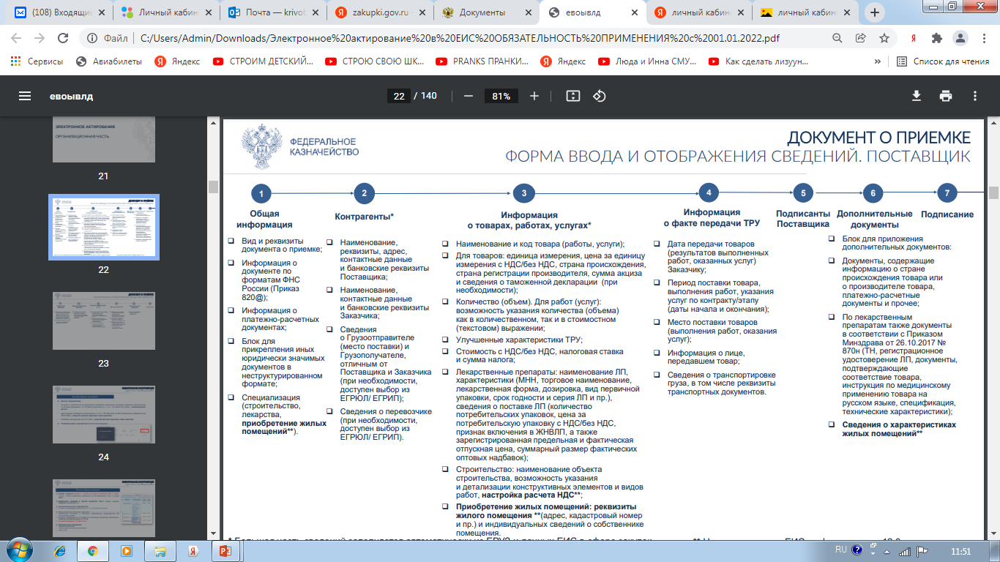 (108) Входящие
Личный кабин
Почта — krivob
zakupki.gov.ru -
Документы
евоывлд
личный кабин
личный кабин
Файл
C:/Users/Admin/Downloads/Электронное%20актирование%20в%20ЕИС%20ОБЯЗАТЕЛЬНОСТЬ%20ПРИМЕНЕНИЯ%20с%2001.01.2022.pdf
Сервисы
Авиабилеты
Яндекс
СТРОИМ ДЕТСКИЙ...
СТРОЮ СВОЮ ШК...
PRANKS ПРАНКИ...
Яндекс
Люда и Инна СМУ...
Как сделать лизуун...
»
Список для чтения
евоывлд
22 / 140
81%
ЭЛЕКТРОННОЕ АКТИРОВАНИЕ
ОРГАНИЗАЦИОННАЯ ЧАСТЬ
21
22
23
24
ФЕДЕРАЛЬНОЕ
КАЗНАЧЕЙСТВО
ДОКУМЕНТ О ПРИЕМКЕ
ФОРМА ВВОДА И ОТОБРАЖЕНИЯ СВЕДЕНИЙ. ПОСТАВЩИК
1
Общая
информация
Вид и реквизиты
документа о приемке;
Информация о
документе по
форматам ФНС
России (Приказ
820@);
Информация о
платежно-расчетных
документах;
Блок для
прикрепления иных
юридически значимых
документов в
неструктурированном
формате;
Специализация
(строительство,
лекарства,
приобретение жилых
помещений**).
2
Контрагенты*
Наименование,
реквизиты, адрес,
контактные данные
и банковские реквизиты
Поставщика;
Наименование,
контактные данные
и банковские реквизиты
Заказчика;
Сведения
о Грузоотправителе
(место поставки) и
Грузополучателе,
отличным от
Поставщика и Заказчика
(при необходимости,
доступен выбор из
ЕГРЮЛ/ ЕГРИП);
Сведения о перевозчике
(при необходимости,
доступен выбор из
ЕГРЮЛ/ ЕГРИП).
3
Информация
о товарах, работах, услугах*
Наименование и код товара (работы, услуги);
Для товаров: единица измерения, цена за единицу
измерения с НДС/без НДС, страна происхождения,
страна регистрации производителя, сумма акциза
и сведения о таможенной декларации (при
необходимости);
Количество (объем). Для работ (услуг):
возможность указания количества (объема)
как в количественном, так и в стоимостном
(текстовом) выражении;
Улучшенные характеристики ТРУ;
Стоимость с НДС/без НДС, налоговая ставка
и сумма налога;
Лекарственные препараты: наименование ЛП,
характеристики (МНН, торговое наименование,
лекарственная форма, дозировка, вид первичной
упаковки, срок годности и серия ЛП и пр.),
сведения о поставке ЛП (количество
потребительских упаковок, цена за
потребительскую упаковку с НДС/без НДС,
признак включения в ЖНВЛП, а также
зарегистрированная предельная и фактическая
отпускная цена, суммарный размер фактических
оптовых надбавок);
Строительство: наименование объекта
строительства, возможность указания
и детализации конструктивных элементов и видов
работ, настройка расчета НДС**;
Приобретение жилых помещений: реквизиты
жилого помещения **(адрес, кадастровый номер
и пр.) и индивидуальных сведений о собственнике
помещения.
4
Информация
о факте передачи ТРУ
Дата передачи товаров
(результатов выполненных
работ, оказанных услуг)
Заказчику;
Период поставки товара,
выполнения работ, указания
услуг по контракту/этапу
(даты начала и окончания);
Место поставки товаров
(выполнения работ, оказания
услуг);
Информация о лице,
передавшем товар;
Сведения о транспортировке
груза, в том числе реквизиты
транспортных документов.
5
Подписанты
Поставщика
6
Дополнительные
документы
Блок для приложения
дополнительных документов:
Документы, содержащие
информацию о стране
происхождения товара или
о производителе товара,
платежно-расчетные
документы и прочее;
По лекарственным
препаратам также документы
в соответствии с Приказом
Минздрава от 26.10.2017 №
870н (ТН, регистрационное
удостоверение ЛП, документы,
подтверждающие
соответствие товара,
инструкция по медицинскому
применению товара на
русском языке, спецификация,
технические характеристики);
Сведения о характеристиках
жилых помещений**
7
Подписание
RU
11:51